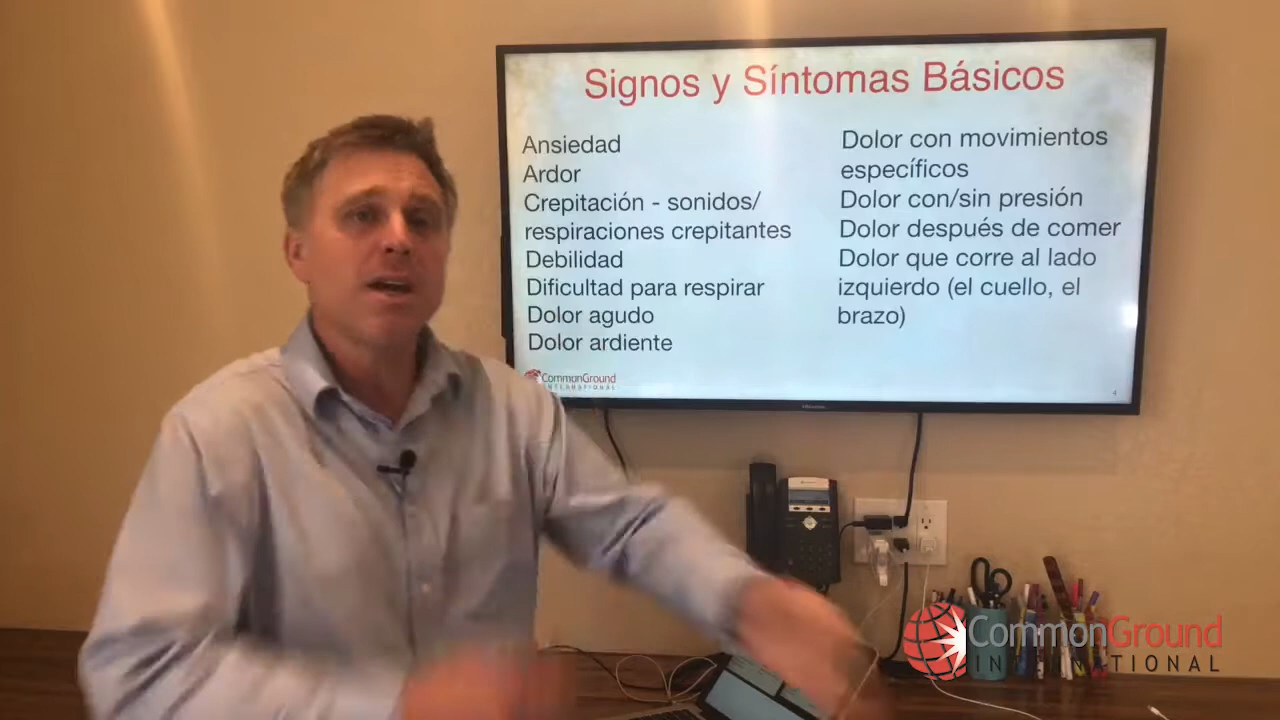 Signos y Síntomas Básicos
Ansiedad
Ardor
Crepitación - sonidos/
respiraciones crepitantes
Debilidad
Dificultad para respirar
Dolor agudo
Dolor ardiente
Dolor con movimientos
específicos
Dolor con/sin presión
Dolor después de comer
Dolor que corre al lado
izquierdo (el cuello, el
brazo)
CommonGround
INTERNATIONAL
4
CommonGround
INTERNATIONAL